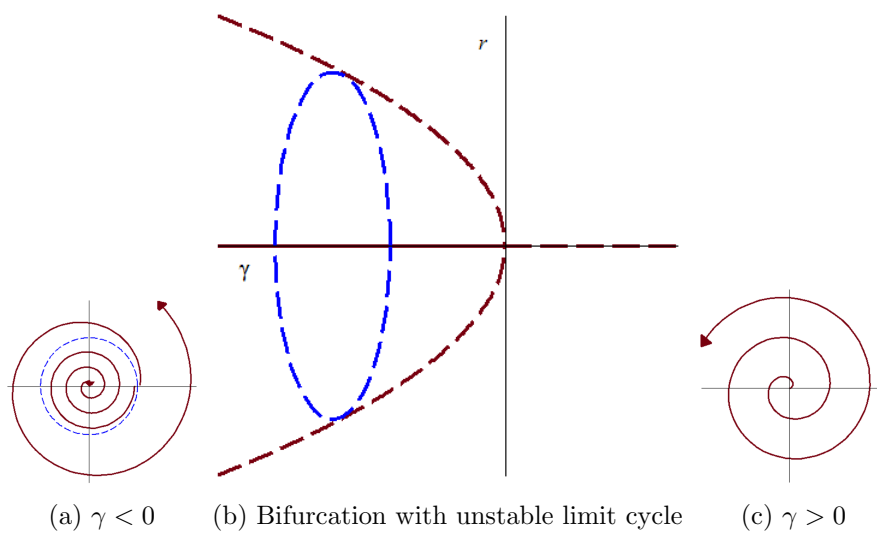 r
γ
(a) γ < 0
(b) Bifurcation with unstable limit cycle
(c) γ > 0